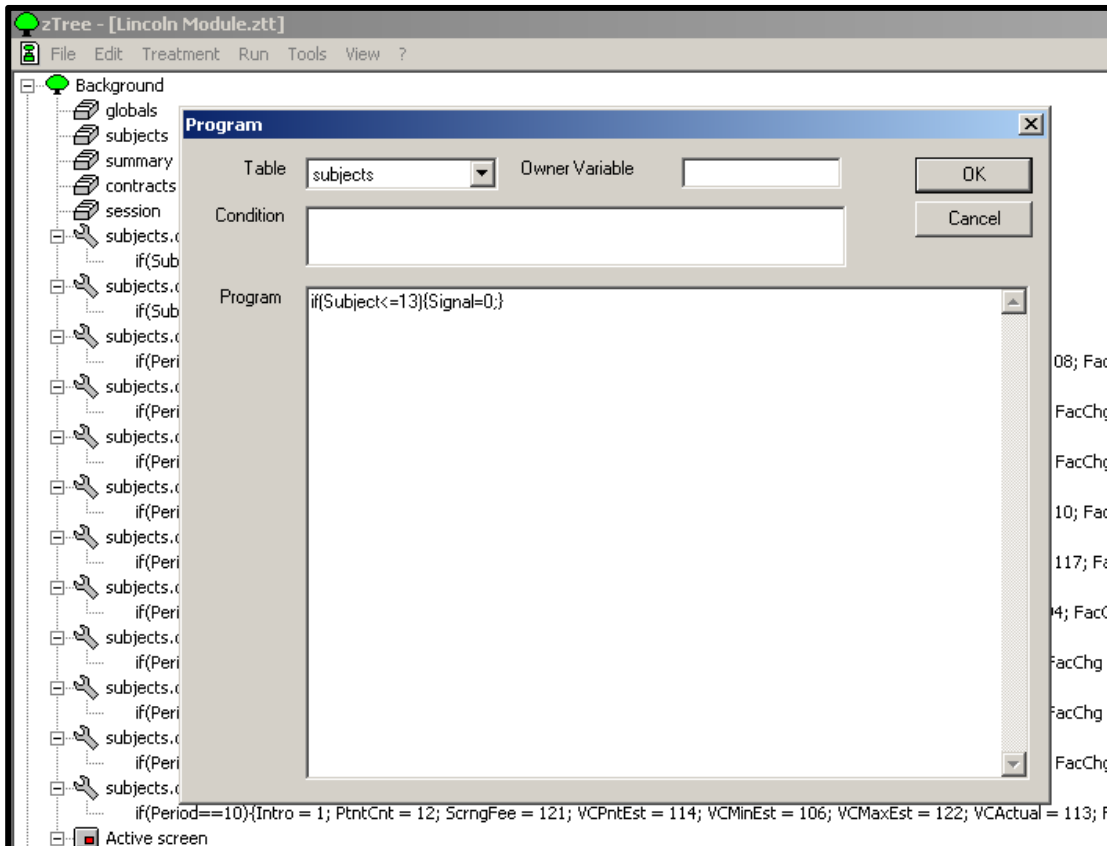 zTree - [Lincoln Module.ztt]
File Edit Treatment Run Tools View ?
Background
globals
subjects
summary
contracts
session
subjects.
if(Sub
subjects.
if(Sub
subjects.
if(Peri
08; Fac
subjects.
if(Peri
FacChg
subjects.
if(Peri
FacChg
subjects.
if(Peri
10; Fac
subjects.
if(Peri
117; Fa
subjects.
if(Peri
4; FacC
subjects.
if(Peri
FacChg
subjects.
if(Peri
FacChg
subjects.
if(Peri
FacChg
subjects.
if(Period==10){Intro = 1; PtntCnt = 12; ScrngFee = 121; VCPntEst = 114; VCMinEst = 106; VCMaxEst = 122; VCActual = 113; F
Active screen
Program
Table subjects Owner Variable OK
Condition Cancel
Program if(Subject<=13){Signal=0;}